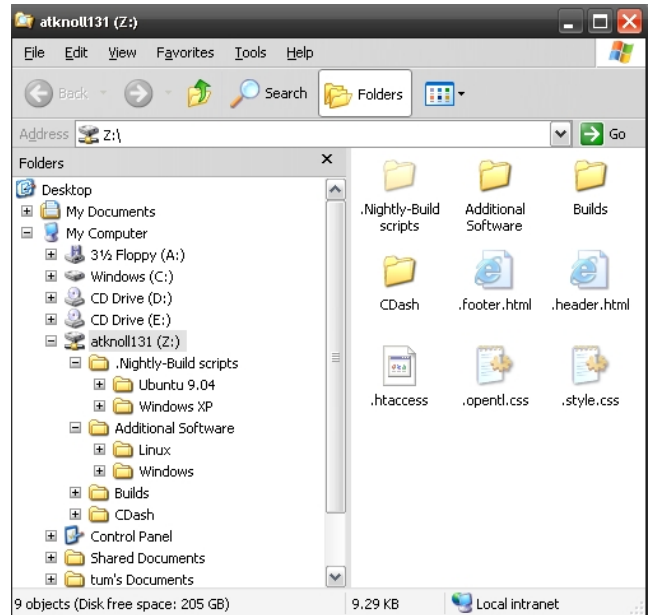 atknoll131 (Z:)
File Edit View Favorites Tools Help
Back Search Folders
Address Z:\ Go
Folders
Desktop
My Documents
My Computer
3½ Floppy (A:)
Windows (C:)
CD Drive (D:)
CD Drive (E:)
atknoll131 (Z:)
.Nightly-Build scripts
Ubuntu 9.04
Windows XP
Additional Software
Linux
Windows
Builds
CDash
Control Panel
Shared Documents
tum's Documents
.Nightly-Build
scripts
Additional
Software
Builds
CDash
.footer.html
.header.html
.htaccess
.opentl.css
.style.css
9 objects (Disk free space: 205 GB) 9.29 KB Local intranet